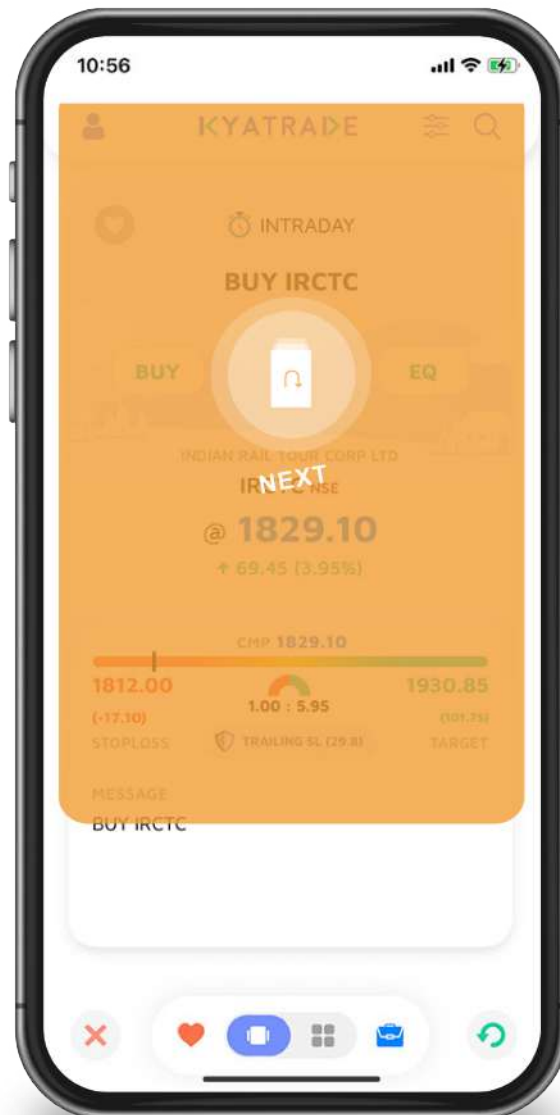 10:56
KYATRADE
INTRADAY
BUY IRCTC
BUY
EQ
INDIAN RAIL TOUR CORP LTD
NEXT
IRCTC NSE
@ 1829.10
↑ 69.45 (3.95%)
CMP 1829.10
1812.00
1930.85
1.00 : 5.95
(-17.10)
(101.75)
STOPLOSS
TRAILING SL (29.8)
TARGET
MESSAGE
BUY IRCTC